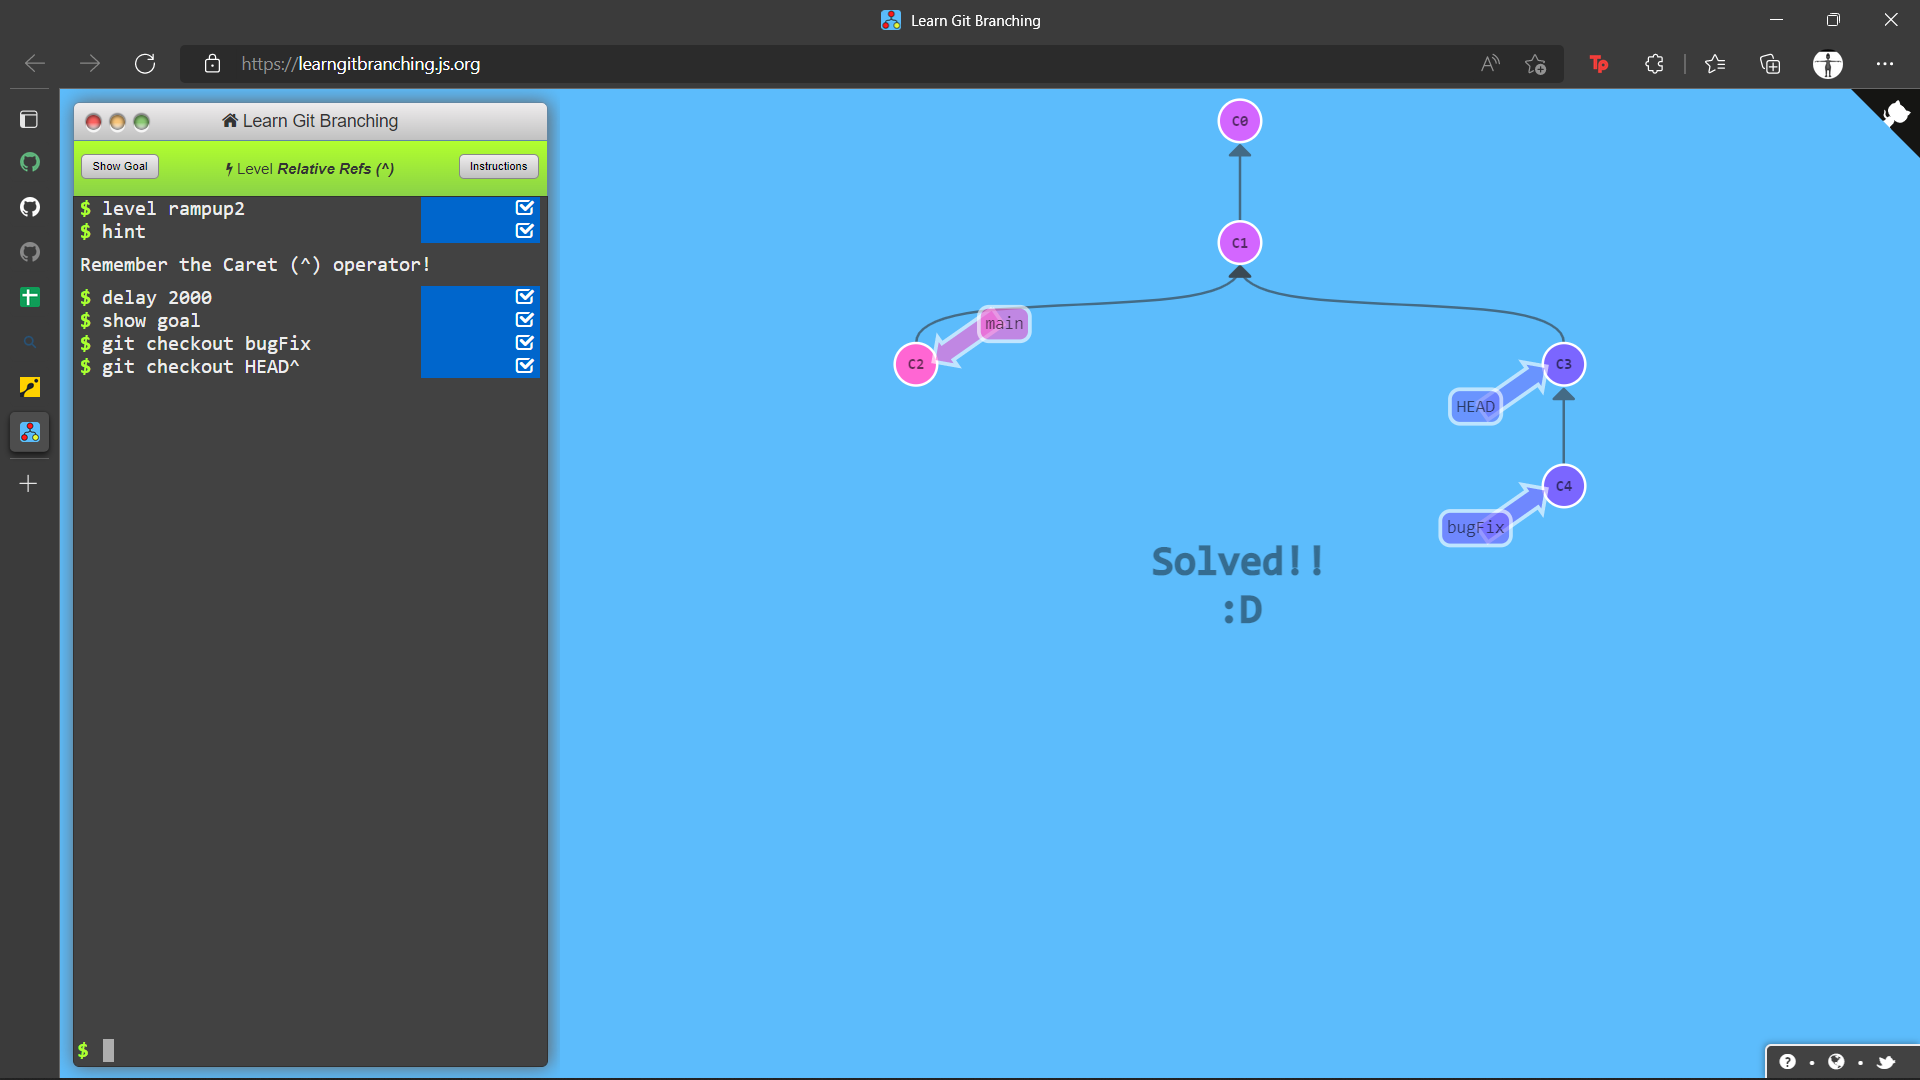 Learn Git Branching
https://learngitbranching.js.org
Tp
Learn Git Branching
Show Goal
Level Relative Refs (^)
Instructions
$ level rampup2
$ hint
Remember the Caret (^) operator!
$ delay 2000
$ show goal
$ git checkout bugFix
$ git checkout HEAD^
$
C0
C1
main
C2
C3
HEAD
C4
bugFix
Solved!!
:D